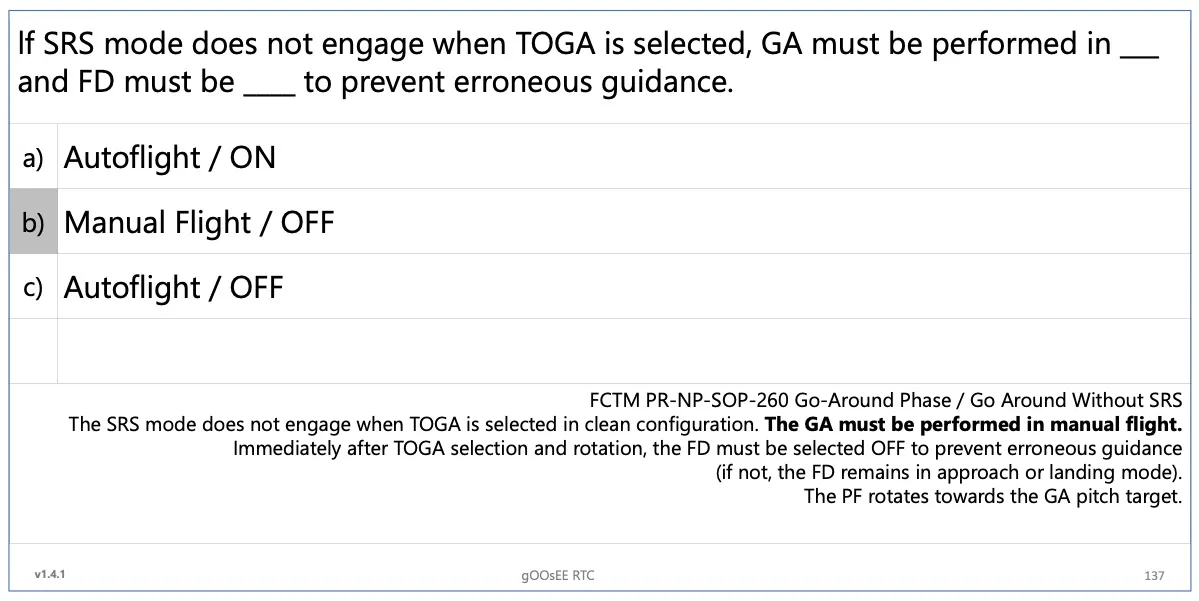 If SRS mode does not engage when TOGA is selected, GA must be performed in ___
and FD must be ____ to prevent erroneous guidance.
a) Autoflight / ON
b) Manual Flight / OFF
c) Autoflight / OFF
FCTM PR-NP-SOP-260 Go-Around Phase / Go Around Without SRS
The SRS mode does not engage when TOGA is selected in clean configuration. The GA must be performed in manual flight.
Immediately after TOGA selection and rotation, the FD must be selected OFF to prevent erroneous guidance
(if not, the FD remains in approach or landing mode).
The PF rotates towards the GA pitch target.
v1.4.1 gOOsEE RTC 137